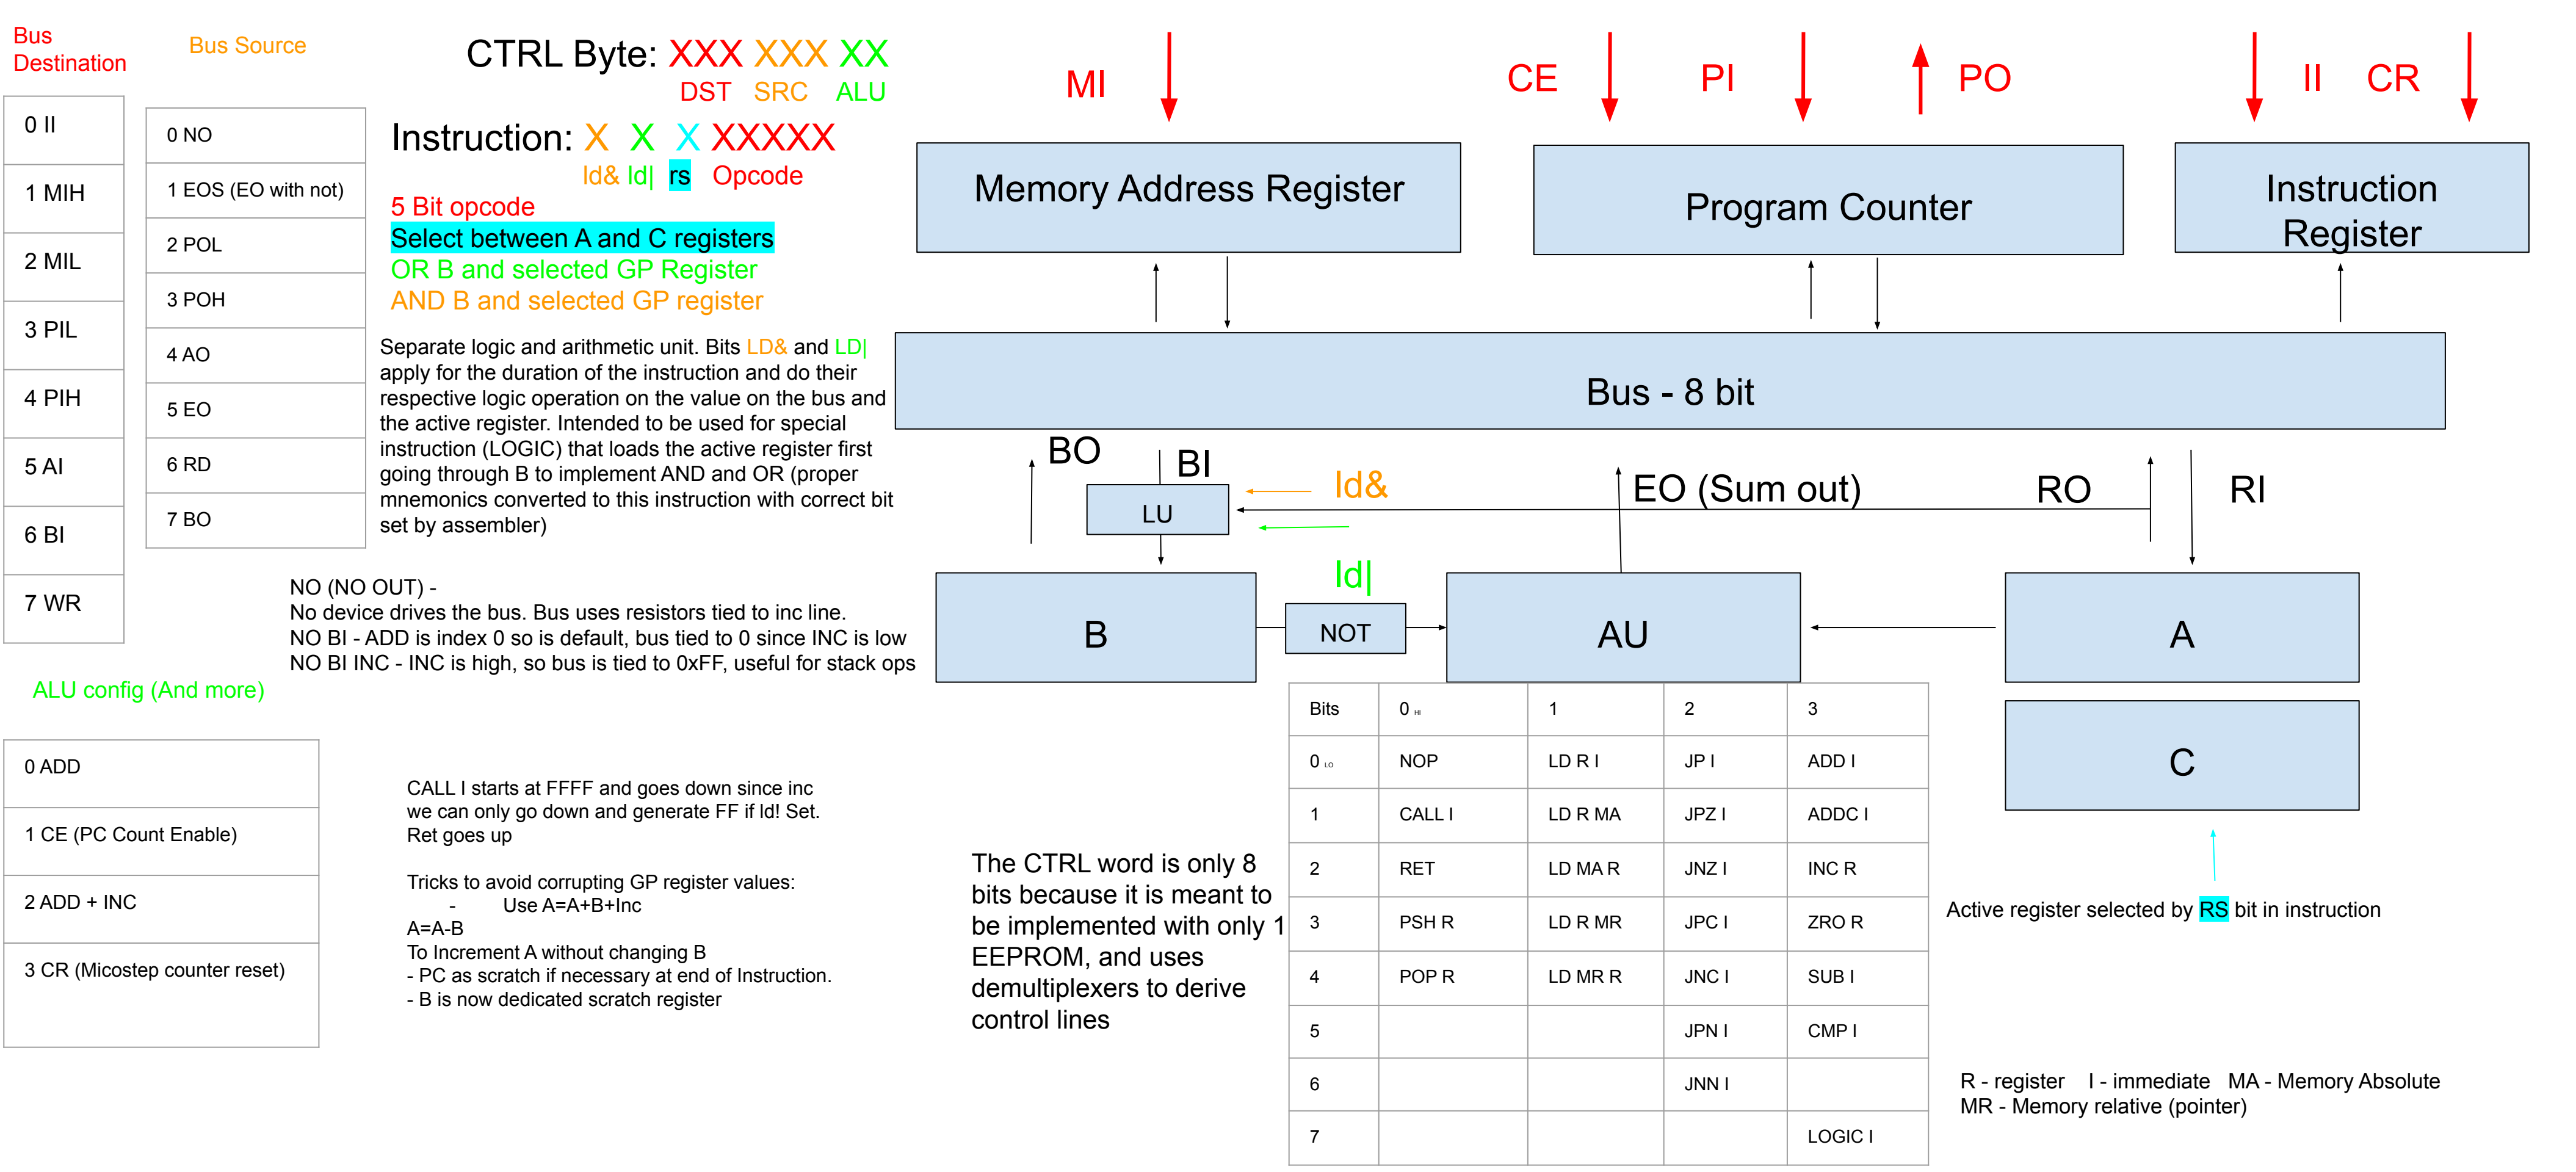 Bus
Destination
Bus Source
0 II
1 MIH
2 MIL
3 PIL
4 PIH
5 AI
6 BI
7 WR
0 NO
1 EOS (EO with not)
2 POL
3 POH
4 AO
5 EO
6 RD
7 BO
CTRL Byte: XXX XXX XX
DST SRC ALU
Instruction: X X X XXXXX
ld& ld| rs Opcode
5 Bit opcode
Select between A and C registers
OR B and selected GP Register
AND B and selected GP register
Separate logic and arithmetic unit. Bits LD& and LD|
apply for the duration of the instruction and do their
respective logic operation on the value on the bus and
the active register. Intended to be used for special
instruction (LOGIC) that loads the active register first
going through B to implement AND and OR (proper
mnemonics converted to this instruction with correct bit
set by assembler)
NO (NO OUT) -
No device drives the bus. Bus uses resistors tied to inc line.
NO BI - ADD is index 0 so is default, bus tied to 0 since INC is low
NO BI INC - INC is high, so bus is tied to 0xFF, useful for stack ops
ALU config (And more)
0 ADD
1 CE (PC Count Enable)
2 ADD + INC
3 CR (Micostep counter reset)
CALL I starts at FFFF and goes down since inc
we can only go down and generate FF if ld! Set.
Ret goes up
Tricks to avoid corrupting GP register values:
- Use A=A+B+Inc
A=A-B
To Increment A without changing B
- PC as scratch if necessary at end of Instruction.
- B is now dedicated scratch register
MI
CE
PI
PO
II
CR
Memory Address Register
Program Counter
Instruction
Register
Bus - 8 bit
BO
BI
LU
ld&
EO (Sum out)
RO
RI
ld|
B
NOT
AU
A
C
The CTRL word is only 8
bits because it is meant to
be implemented with only 1
EEPROM, and uses
demultiplexers to derive
control lines
Bits 0 HI 1 2 3
0 LO NOP LD R I JP I ADD I
1 CALL I LD R MA JPZ I ADDC I
2 RET LD MA R JNZ I INC R
3 PSH R LD R MR JPC I ZRO R
4 POP R LD MR R JNC I SUB I
5 JPN I CMP I
6 JNN I
7 LOGIC I
Active register selected by RS bit in instruction
R - register I - immediate MA - Memory Absolute
MR - Memory relative (pointer)